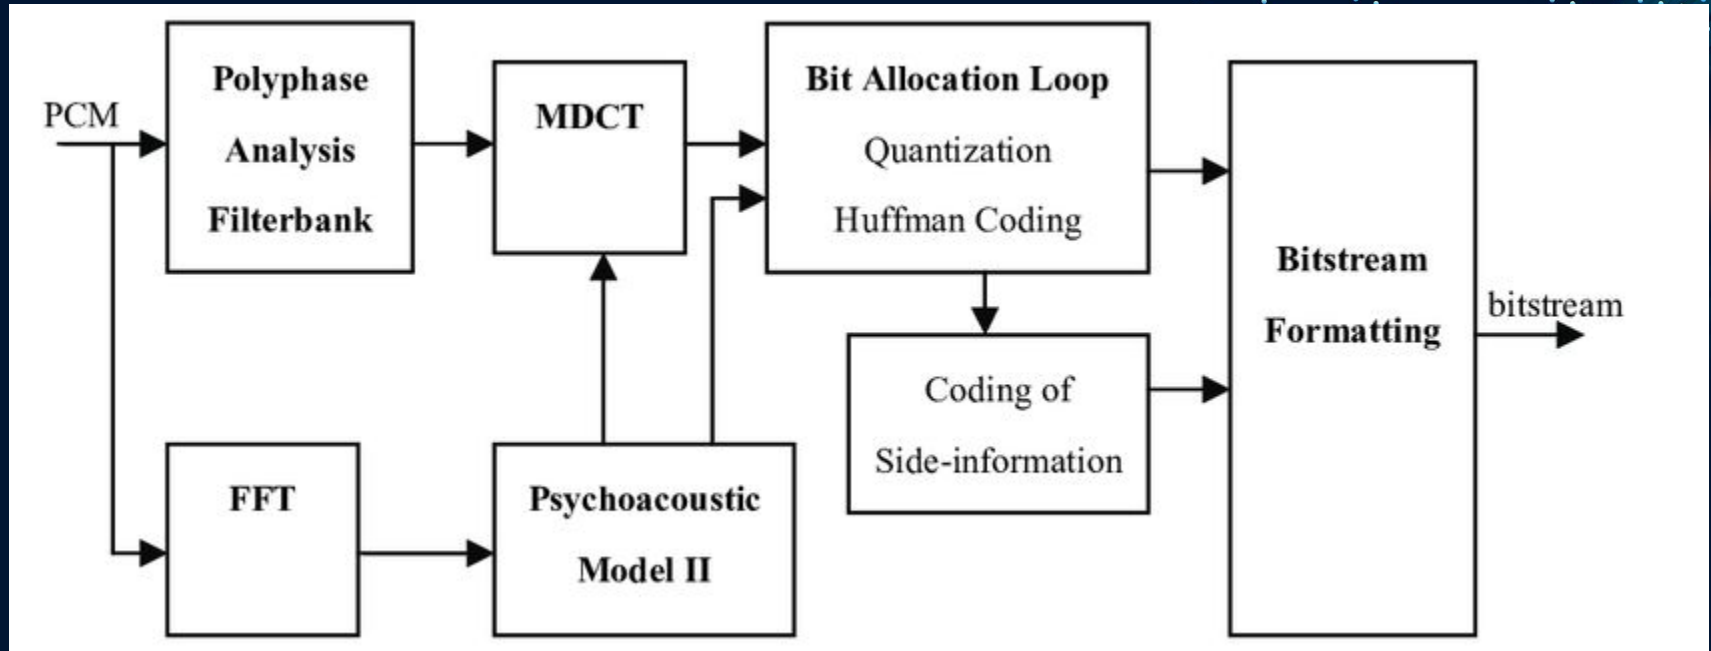 PCM
Polyphase
Analysis
Filterbank
MDCT
Bit Allocation Loop
Quantization
Huffman Coding
Bitstream
Formatting
bitstream
Coding of
Side-information
FFT
Psychoacoustic
Model II